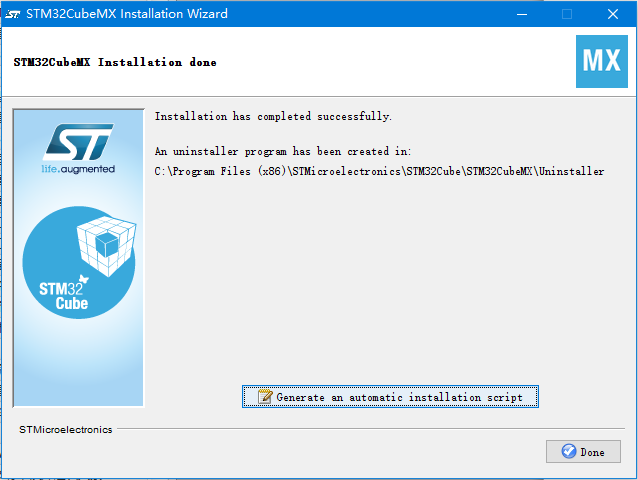 STM32CubeMX Installation Wizard
STM32CubeMX Installation done
MX
Installation has completed successfully.
An uninstaller program has been created in:
C:\Program Files (x86)\STMicroelectronics\STM32Cube\STM32CubeMX\Uninstaller
ST
life.augmented
STM32
Cube
Generate an automatic installation script
STMicroelectronics
Done